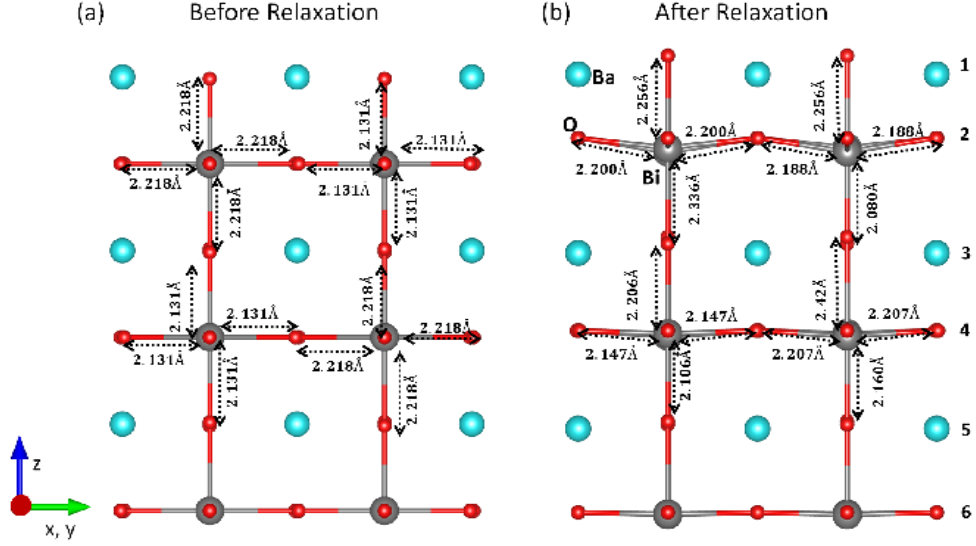 (a) Before Relaxation
(b) After Relaxation
2.218Å
2.131Å
2.218Å
2.131Å
2.218Å
2.131Å
2.218Å
2.131Å
2.131Å
2.218Å
2.131Å
2.218Å
2.131Å
2.218Å
2.131Å
2.218Å
z
x, y
Ba
1
2.256Å
2.256Å
O
2.200Å
2.188Å
2
2.200Å
2.188Å
Bi
2.336Å
2.080Å
3
2.206Å
2.42Å
2.147Å
2.207Å
4
2.147Å
2.207Å
2.106Å
2.160Å
5
6